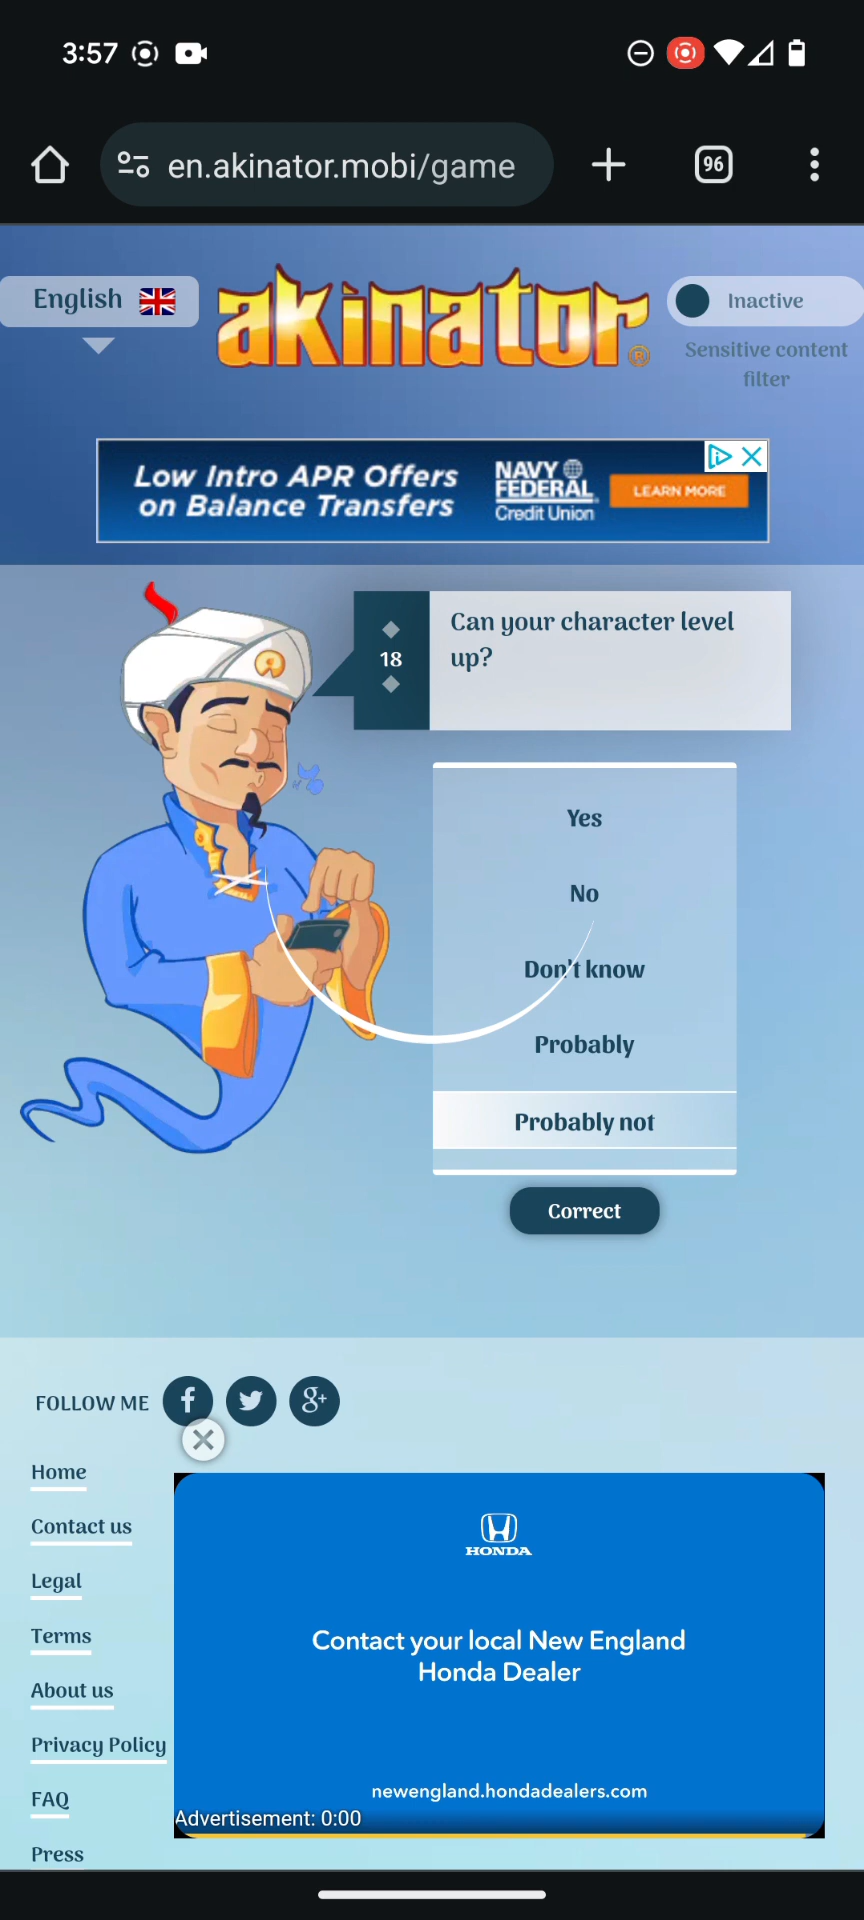 3:57
en.akinator.mobi/game
96
English
akinator®
Inactive
Sensitive content
filter
Low Intro APR Offers
on Balance Transfers
NAVY
FEDERAL
Credit Union
LEARN MORE
18
Can your character level
up?
Yes
No
Don't know
Probably
Probably not
Correct
FOLLOW ME
Home
Contact us
Legal
Terms
About us
Privacy Policy
FAQ
Press
HONDA
Contact your local New England
Honda Dealer
newengland.hondadealers.com
Advertisement: 0:00